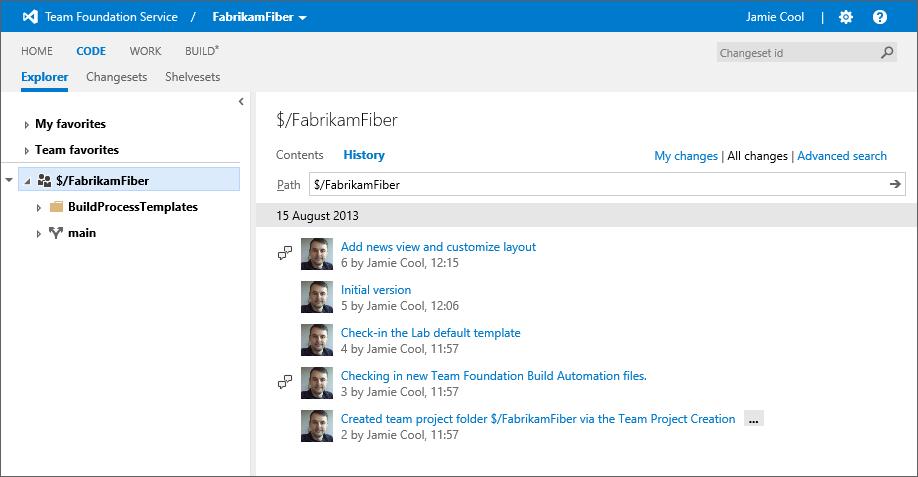 Team Foundation Service / FabrikamFiber
Jamie Cool |
HOME CODE WORK BUILD*
Changeset id
Explorer Changesets Shelvesets
My favorites
Team favorites
$/FabrikamFiber
BuildProcessTemplates
main
$/FabrikamFiber
Contents History
My changes | All changes | Advanced search
Path $/FabrikamFiber
15 August 2013
Add news view and customize layout
6 by Jamie Cool, 12:15
Initial version
5 by Jamie Cool, 12:06
Check-in the Lab default template
4 by Jamie Cool, 11:57
Checking in new Team Foundation Build Automation files.
3 by Jamie Cool, 11:57
Created team project folder $/FabrikamFiber via the Team Project Creation ...
2 by Jamie Cool, 11:57